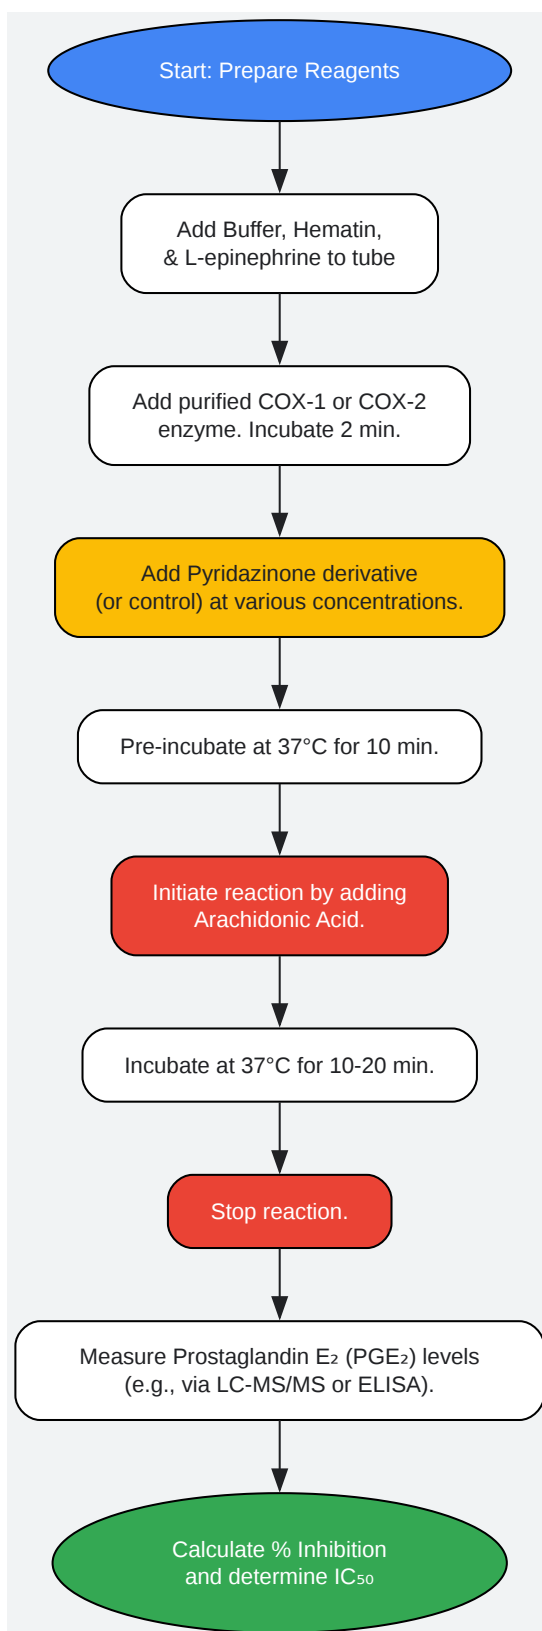 Start: Prepare Reagents
Add Buffer, Hematin,
& L-epinephrine to tube
Add purified COX-1 or COX-2
enzyme. Incubate 2 min.
Add Pyridazinone derivative
(or control) at various concentrations.
Pre-incubate at 37°C for 10 min.
Initiate reaction by adding
Arachidonic Acid.
Incubate at 37°C for 10-20 min.
Stop reaction.
Measure Prostaglandin E₂ (PGE₂) levels
(e.g., via LC-MS/MS or ELISA).
Calculate % Inhibition
and determine IC₅₀